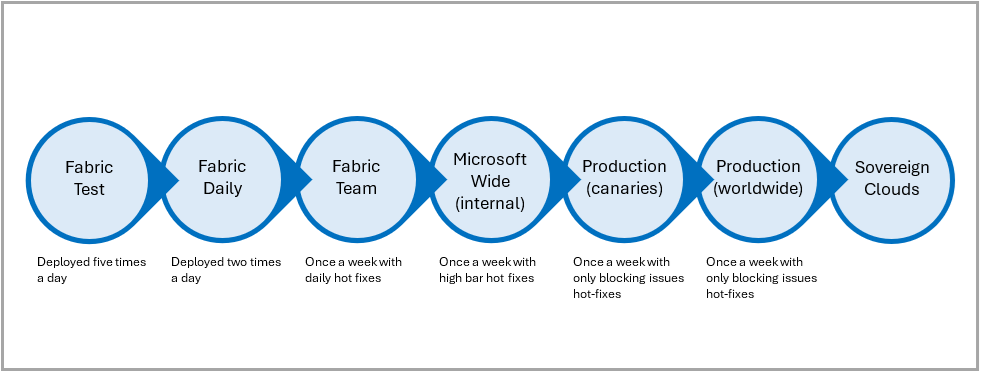 Fabric
Test
Fabric
Daily
Fabric
Team
Microsoft
Wide
(internal)
Production
(canaries)
Production
(worldwide)
Sovereign
Clouds
Deployed five times
a day
Deployed two times
a day
Once a week with
daily hot fixes
Once a week with
high bar hot fixes
Once a week with
only blocking issues
hot-fixes
Once a week with
only blocking issues
hot-fixes